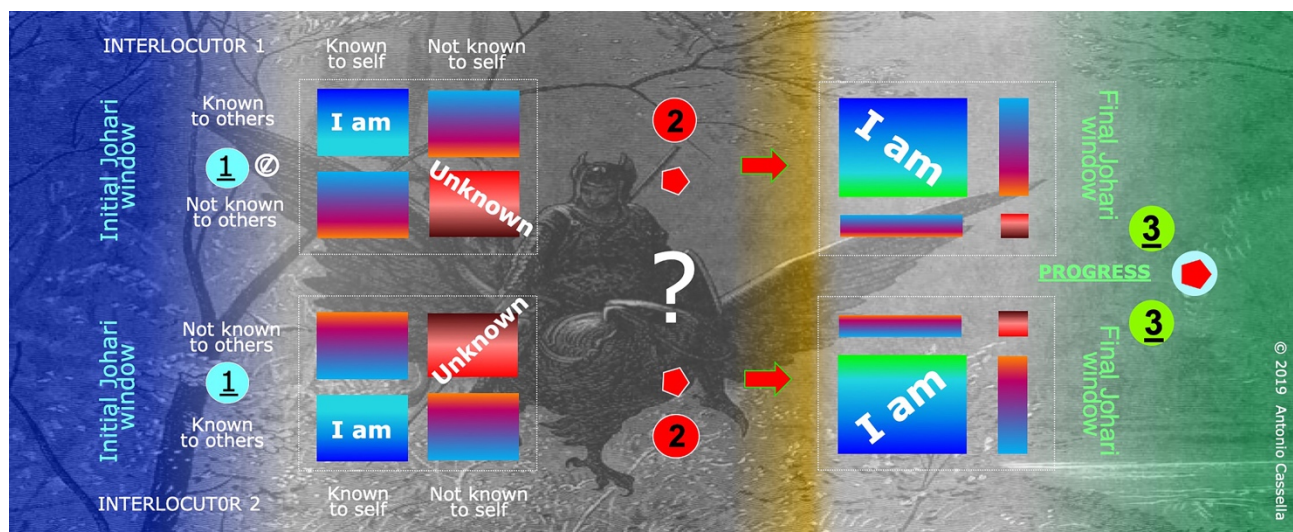 INTERLOCUT0R 1
Known
to self
Not known
to self
Initial Johari
window
Known
to others
1
Not known
to others
I am
Unknown
2
I am
Final Johari
window
3
PROGRESS
?
Initial Johari
window
Not known
to others
1
Known
to others
Unknown
I am
2
I am
3
Final Johari
window
INTERLOCUT0R 2
Known
to self
Not known
to self
© 2019 Antonio Cassella